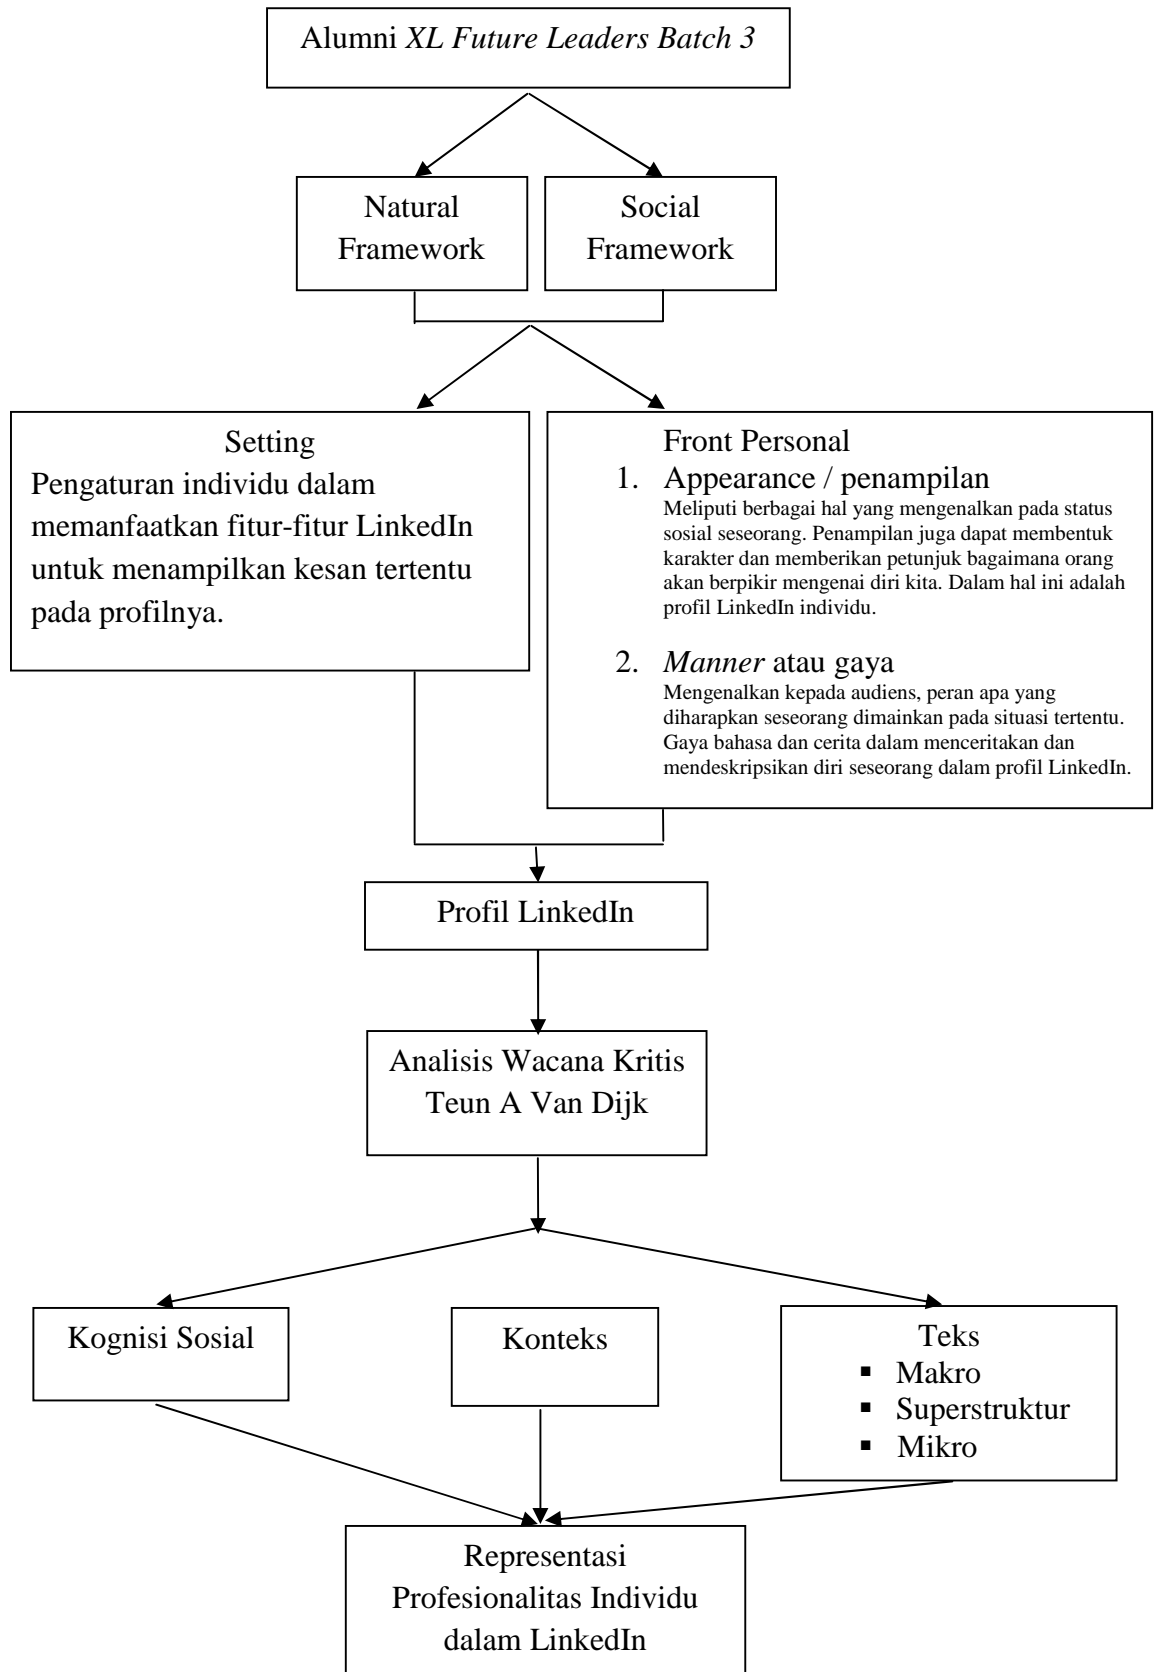 Alumni XL Future Leaders Batch 3
Natural
Framework
Social
Framework
Setting
Pengaturan individu dalam
memanfaatkan fitur-fitur LinkedIn
untuk menampilkan kesan tertentu
pada profilnya.
Front Personal
1. Appearance / penampilan
Meliputi berbagai hal yang mengenalkan pada status
sosial seseorang. Penampilan juga dapat membentuk
karakter dan memberikan petunjuk bagaimana orang
akan berpikir mengenai diri kita. Dalam hal ini adalah
profil LinkedIn individu.
2. Manner atau gaya
Mengenalkan kepada audiens, peran apa yang
diharapkan seseorang dimainkan pada situasi tertentu.
Gaya bahasa dan cerita dalam menceritakan dan
mendeskripsikan diri seseorang dalam profil LinkedIn.
Profil LinkedIn
Analisis Wacana Kritis
Teun A Van Dijk
Kognisi Sosial
Konteks
Teks
▪ Makro
▪ Superstruktur
▪ Mikro
Representasi
Profesionalitas Individu
dalam LinkedIn